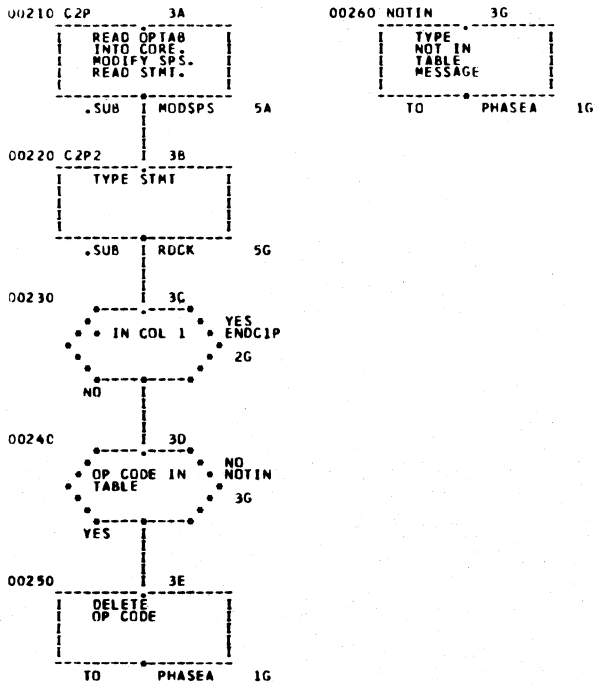 00210 C2P 3A
READ OPTAB
INTO CORE.
MODIFY SPS.
READ STMT.
.SUB MODSPS 5A
00220 C2P2 3B
TYPE STMT
.SUB RDCK 5G
00230 3C
* IN COL 1
YES
ENDC1P
2G
NO
00240 3D
OP CODE IN
TABLE
NO
NOTIN
3G
YES
00250 3E
DELETE
OP CODE
TO PHASEA 1G
00260 NOTIN 3G
TYPE
NOT IN
TABLE
MESSAGE
TO PHASEA 1G